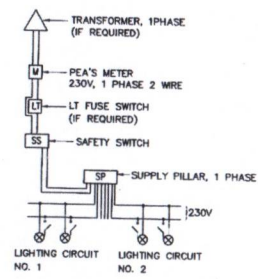 TRANSFORMER, 1PHASE
(IF REQUIRED)
M
PEA'S METER
230V, 1 PHASE 2 WIRE
LT
LT FUSE SWITCH
(IF REQUIRED)
SS
SAFETY SWITCH
SP
SUPPLY PILLAR, 1 PHASE
230V
LIGHTING CIRCUIT
NO. 1
LIGHTING CIRCUIT
NO. 2